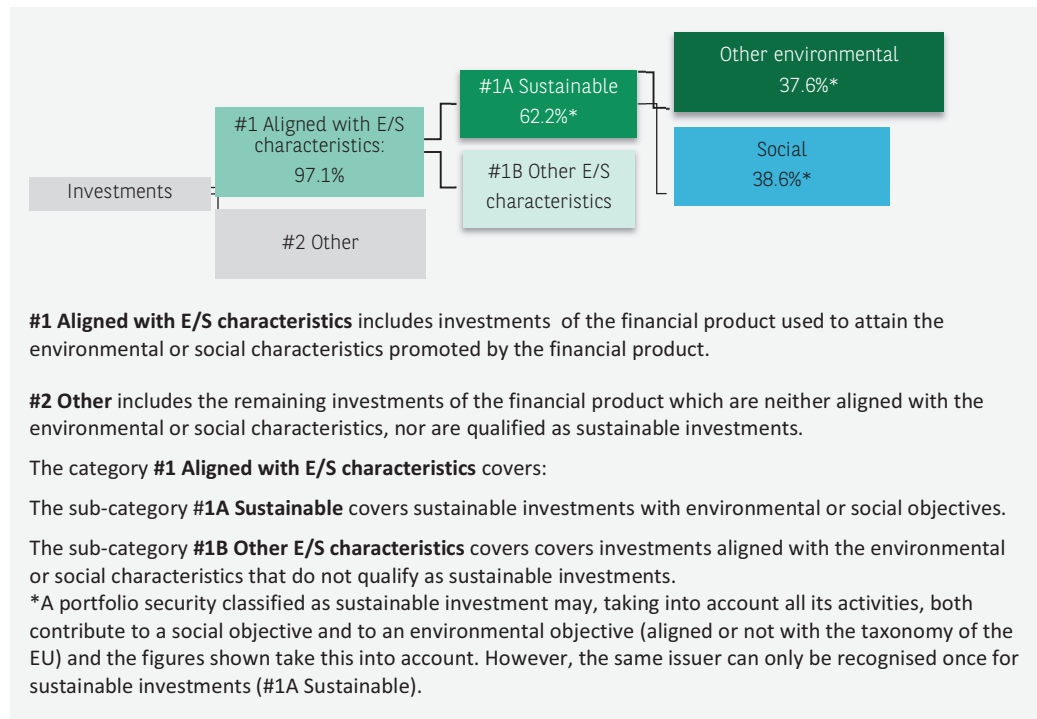 Other environmental
37.6%*
#1A Sustainable
62.2%*
#1 Aligned with E/S
characteristics:
97.1%
Social
38.6%*
#1B Other E/S
characteristics
Investments
#2 Other
#1 Aligned with E/S characteristics includes investments  of the financial product used to attain the
environmental or social characteristics promoted by the financial product.
#2 Other includes the remaining investments of the financial product which are neither aligned with the
environmental or social characteristics, nor are qualified as sustainable investments.
The category #1 Aligned with E/S characteristics covers:
The sub-category #1A Sustainable covers sustainable investments with environmental or social objectives.
The sub-category #1B Other E/S characteristics covers covers investments aligned with the environmental
or social characteristics that do not qualify as sustainable investments.
*A portfolio security classified as sustainable investment may, taking into account all its activities, both
contribute to a social objective and to an environmental objective (aligned or not with the taxonomy of the
EU) and the figures shown take this into account. However, the same issuer can only be recognised once for
sustainable investments (#1A Sustainable).